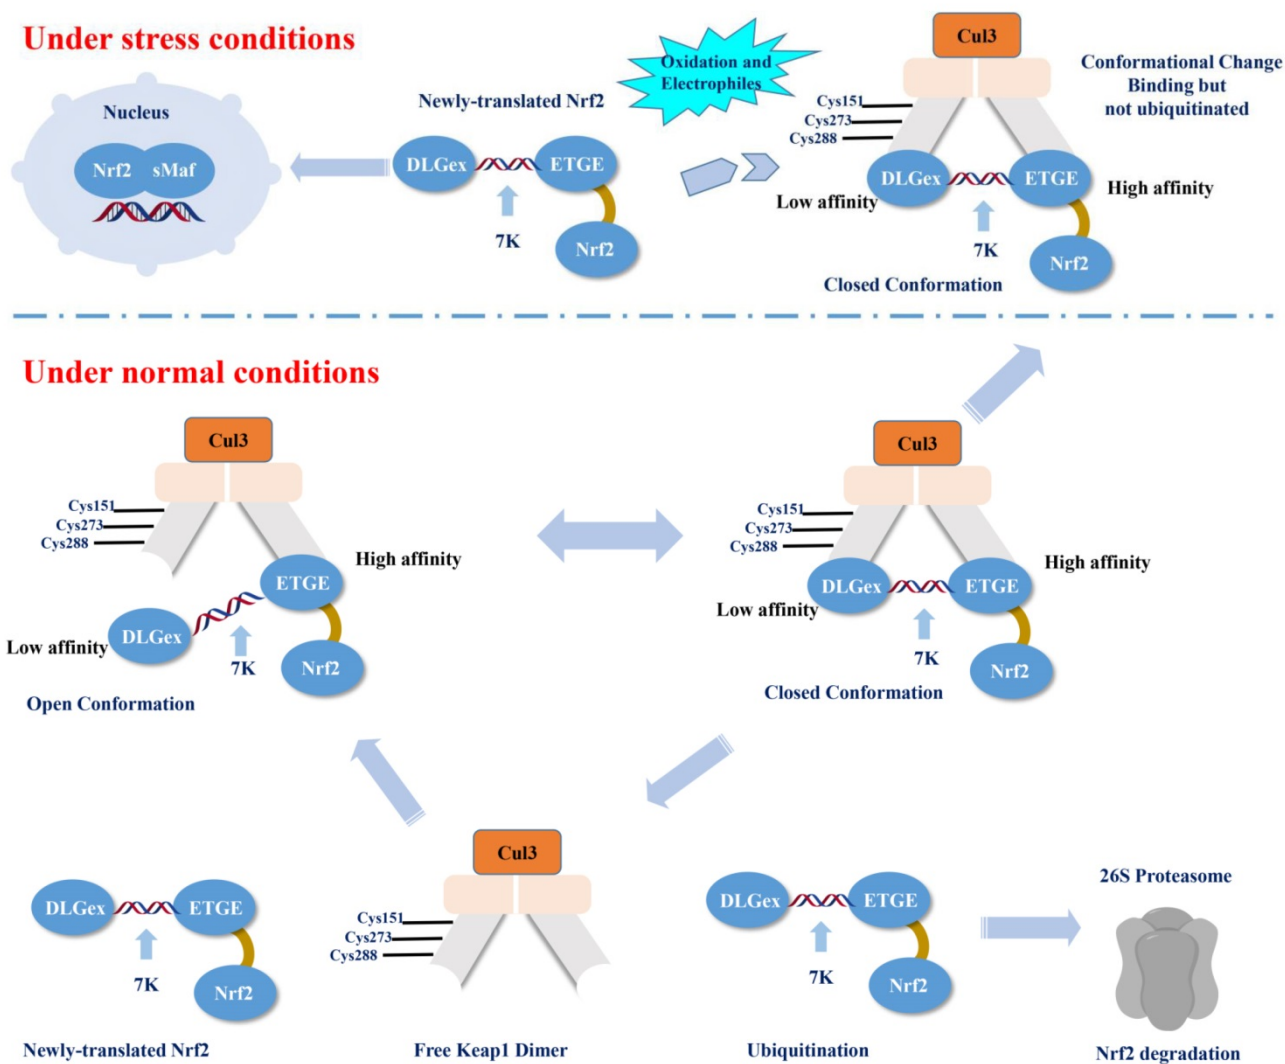 Under stress conditions
Nucleus
Nrf2 sMaf
Newly-translated Nrf2
DLGex
ETGE
7K
Nrf2
Oxidation and
Electrophiles
Cul3
Cys151
Cys273
Cys288
DLGex
ETGE
Low affinity
High affinity
7K
Nrf2
Closed Conformation
Conformational Change
Binding but
not ubiquitinated
Under normal conditions
Cul3
Cys151
Cys273
Cys288
High affinity
ETGE
DLGex
Low affinity
7K
Nrf2
Open Conformation
Cul3
Cys151
Cys273
Cys288
High affinity
DLGex
ETGE
Low affinity
7K
Nrf2
Closed Conformation
DLGex
ETGE
7K
Nrf2
Newly-translated Nrf2
Cul3
Cys151
Cys273
Cys288
Free Keap1 Dimer
DLGex
ETGE
7K
Nrf2
Ubiquitination
26S Proteasome
Nrf2 degradation